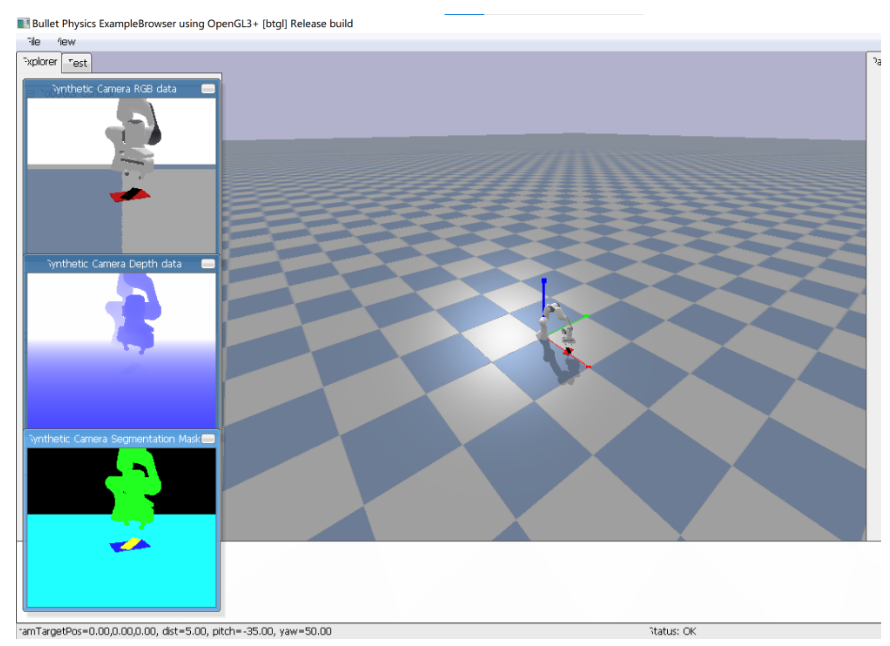 Bullet Physics ExampleBrowser using OpenGL3+ [btgl] Release build
File View
Explorer Test Pa
Synthetic Camera RGB data
Synthetic Camera Depth data
Synthetic Camera Segmentation Mask
camTargetPos=0.00,0.00,0.00, dist=5.00, pitch=-35.00, yaw=50.00 Status: OK